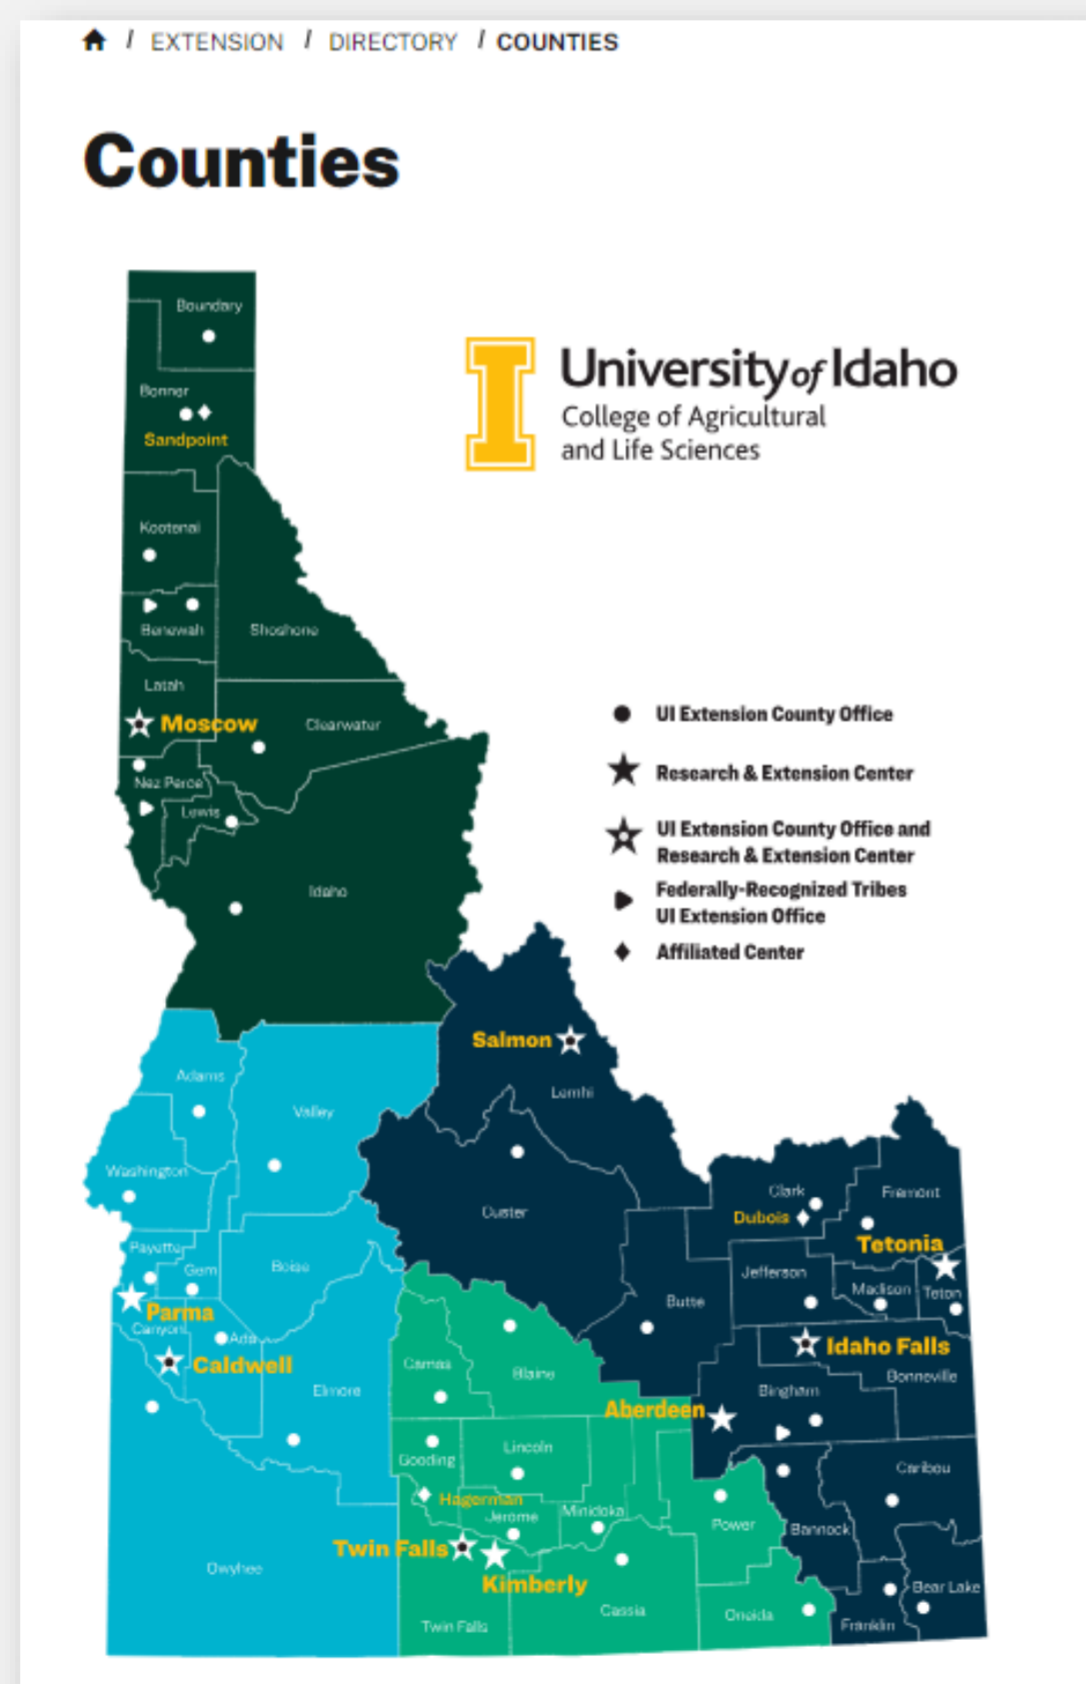 / EXTENSION / DIRECTORY / COUNTIES
Counties
University of Idaho
College of Agricultural
and Life Sciences
Boundary
Bonner
Sandpoint
Kootenai
Benewah
Shoshone
Latah
Moscow
Clearwater
Nez Perce
Lewis
Idaho
UI Extension County Office
Research & Extension Center
UI Extension County Office and
Research & Extension Center
Federally-Recognized Tribes
UI Extension Office
Affiliated Center
Salmon
Lemhi
Adams
Valley
Washington
Custer
Clark
Fremont
Dubois
Tetonia
Payette
Gem
Boise
Jefferson
Madison
Teton
Butte
Parma
Canyon
Ada
Caldwell
Idaho Falls
Camas
Blaine
Bonneville
Elmore
Bingham
Aberdeen
Gooding
Lincoln
Caribou
Hagerman
Jerome
Minidoka
Power
Bannock
Twin Falls
Kimberly
Owyhee
Bear Lake
Cassia
Oneida
Twin Falls
Franklin